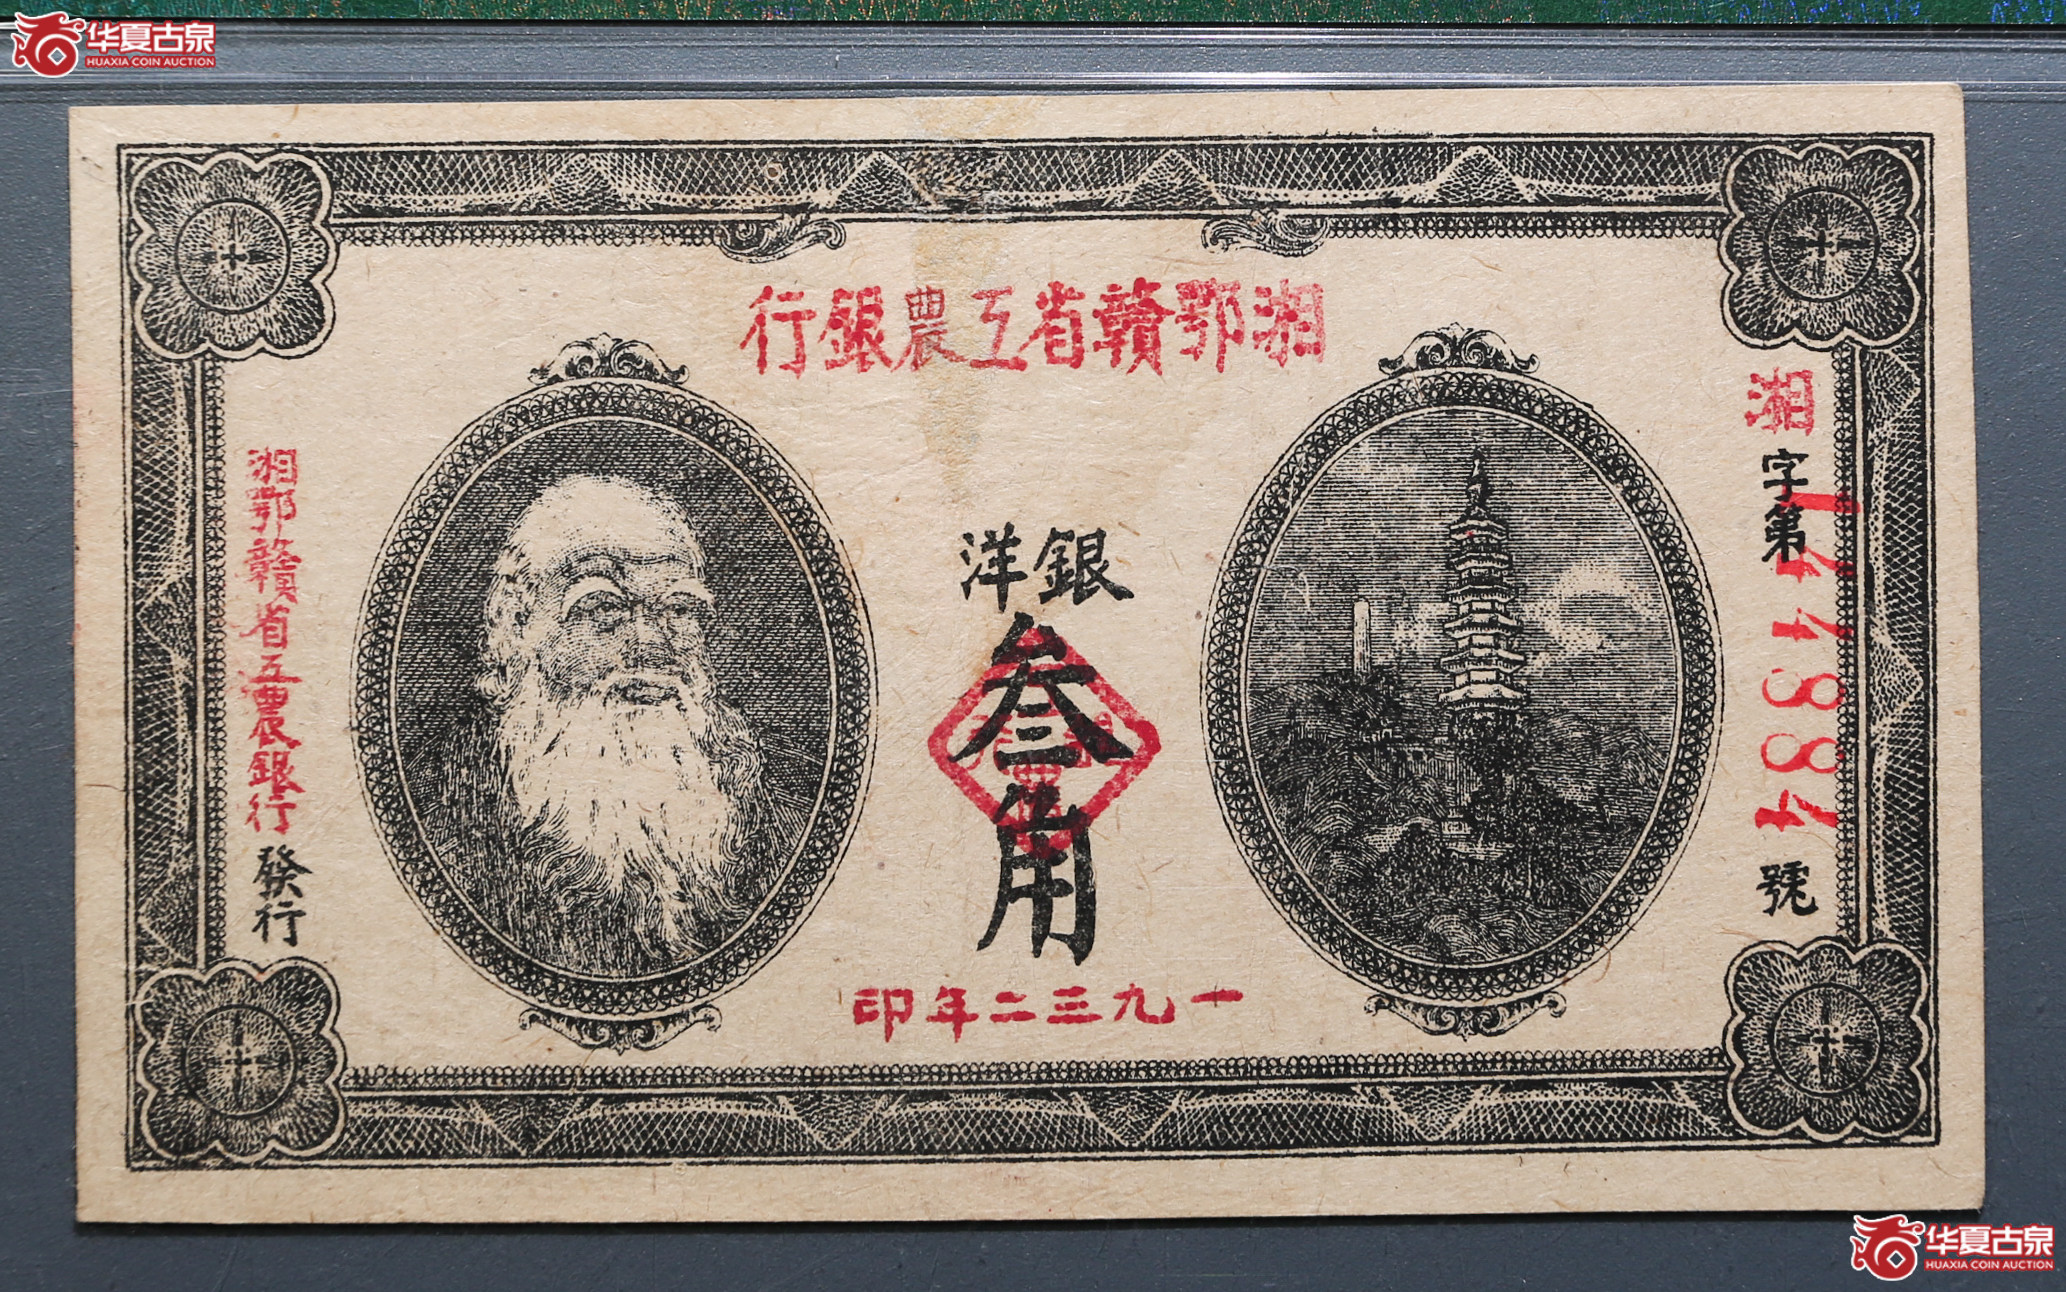 华夏古泉
HUAXIA COIN AUCTION
湘鄂贛省工農銀行
湘字第
號
銀洋
叁角
湘鄂贛省工農銀行發行
一九三二年印
华夏古泉
HUAXIA COIN AUCTION